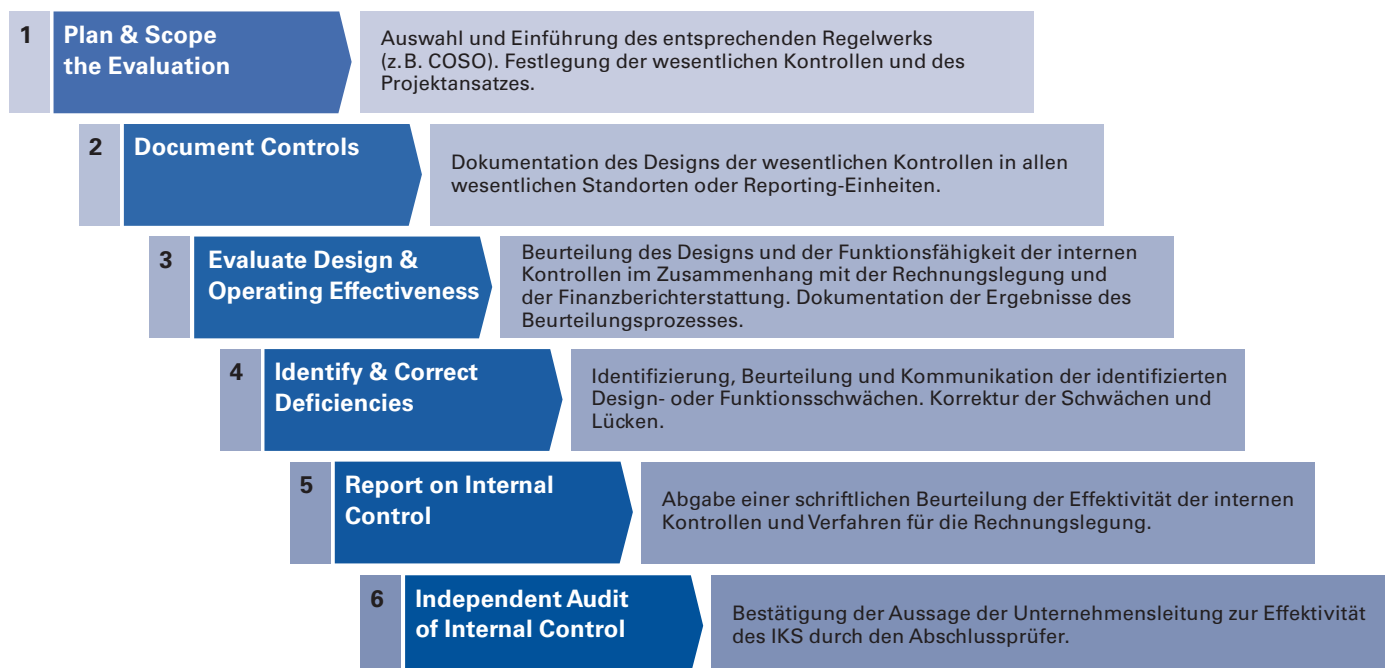 1
Plan & Scope
the Evaluation
Auswahl und Einführung des entsprechenden Regelwerks
(z.B. COSO). Festlegung der wesentlichen Kontrollen und des
Projektansatzes.
2
Document Controls
Dokumentation des Designs der wesentlichen Kontrollen in allen
wesentlichen Standorten oder Reporting-Einheiten.
3
Evaluate Design &
Operating Effectiveness
Beurteilung des Designs und der Funktionsfähigkeit der internen
Kontrollen im Zusammenhang mit der Rechnungslegung und
der Finanzberichterstattung. Dokumentation der Ergebnisse des
Beurteilungsprozesses.
4
Identify & Correct
Deficiencies
Identifizierung, Beurteilung und Kommunikation der identifizierten
Design- oder Funktionsschwächen. Korrektur der Schwächen und
Lücken.
5
Report on Internal
Control
Abgabe einer schriftlichen Beurteilung der Effektivität der internen
Kontrollen und Verfahren für die Rechnungslegung.
6
Independent Audit
of Internal Control
Bestätigung der Aussage der Unternehmensleitung zur Effektivität
des IKS durch den Abschlussprüfer.